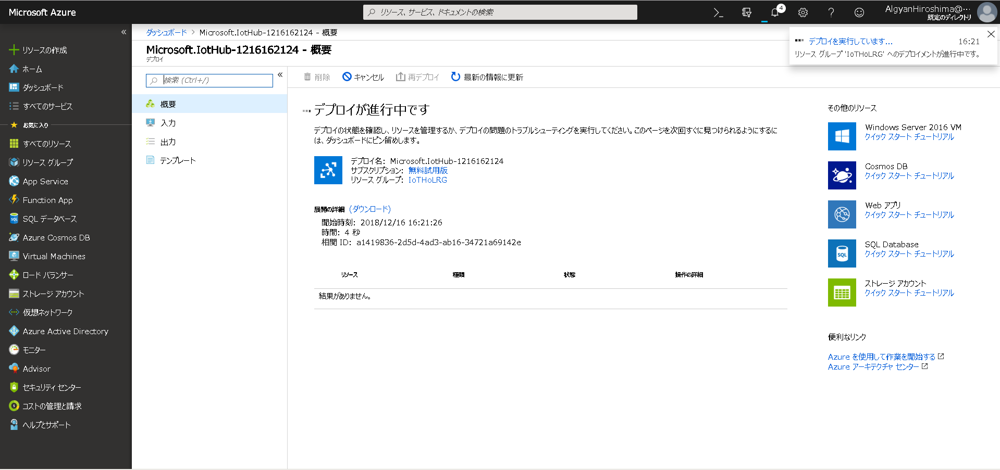 Microsoft Azure
リソース、サービス、ドキュメントの検索
4
AlgyanHiroshima@…
既定のディレクトリ
リソースの作成
ホーム
ダッシュボード
すべてのサービス
お気に入り
すべてのリソース
リソース グループ
App Service
Function App
SQL データベース
Azure Cosmos DB
Virtual Machines
ロード バランサー
ストレージ アカウント
仮想ネットワーク
Azure Active Directory
モニター
Advisor
セキュリティ センター
コストの管理と請求
ヘルプとサポート
ダッシュボード > Microsoft.IotHub-1216162124 - 概要
Microsoft.IotHub-1216162124 - 概要
デプロイ
検索 (Ctrl+/)
概要
入力
出力
テンプレート
削除 キャンセル 再デプロイ 最新の情報に更新
デプロイを実行しています... 16:21
リソース グループ 'IoTHoLRG' へのデプロイメントが進行中です。
デプロイが進行中です
デプロイの状態を確認し、リソースを管理するか、デプロイの問題のトラブルシューティングを実行してください。このページを次回すぐに見つけられるようにするに
は、ダッシュボードにピン留めします。
デプロイ名: Microsoft.IotHub-1216162124
サブスクリプション: 無料試用版
リソース グループ: IoTHoLRG
展開の詳細 (ダウンロード)
開始時刻: 2018/12/16 16:21:26
時間: 4 秒
相関 ID: a1419836-2d5d-4ad3-ab16-34721a69142e
リソース 種類 状態 操作の詳細
結果がありません。
その他のリソース
Windows Server 2016 VM
クイック スタート チュートリアル
Cosmos DB
クイック スタート チュートリアル
Web アプリ
クイック スタート チュートリアル
SQL
SQL Database
クイック スタート チュートリアル
ストレージ アカウント
クイック スタート チュートリアル
便利なリンク
Azure を使用して作業を開始する
Azure アーキテクチャ センター